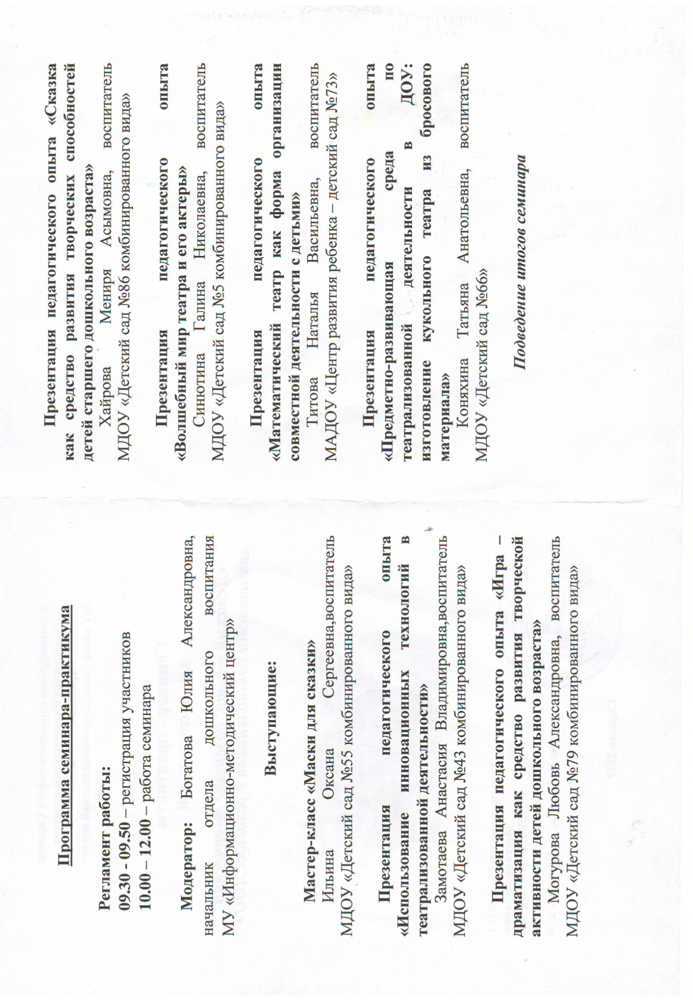 Программа семинара-практикума
Регламент работы:
09.30 - 09.50 – регистрация участников
10.00 – 12.00 – работа семинара
Модератор: Богатова Юлия Александровна,
начальник отдела дошкольного воспитания
МУ «Информационно-методический центр»
Выступающие:
Мастер-класс «Маски для сказки»
Ильина Оксана Сергеевна,воспитатель
МДОУ «Детский сад №55 комбинированного вида»
Презентация педагогического опыта
«Использование инновационных технологий в
театрализованной деятельности»
Замотаева Анастасия Владимировна,воспитатель
МДОУ «Детский сад №43 комбинированного вида»
Презентация педагогического опыта «Игра –
драматизация как средство развития творческой
активности детей дошкольного возраста»
Могурова Любовь Александровна, воспитатель
МДОУ «Детский сад №79 комбинированного вида»
Презентация педагогического опыта «Сказка
как средство развития творческих способностей
детей старшего дошкольного возраста»
Хайрова Мениря Асымовна, воспитатель
МДОУ «Детский сад №86 комбинированного вида»
Презентация педагогического опыта
«Волшебный мир театра и его актеры»
Синютина Галина Николаевна, воспитатель
МДОУ «Детский сад №5 комбинированного вида»
Презентация педагогического опыта
«Математический театр как форма организации
совместной деятельности с детьми»
Титова Наталья Васильевна, воспитатель
МАДОУ «Центр развития ребенка – детский сад №73»
Презентация педагогического опыта
«Предметно-развивающая среда по
театрализованной деятельности в ДОУ:
изготовление кукольного театра из бросового
материала»
Коняхина Татьяна Анатольевна, воспитатель
МДОУ «Детский сад №66»
Подведение итогов семинара